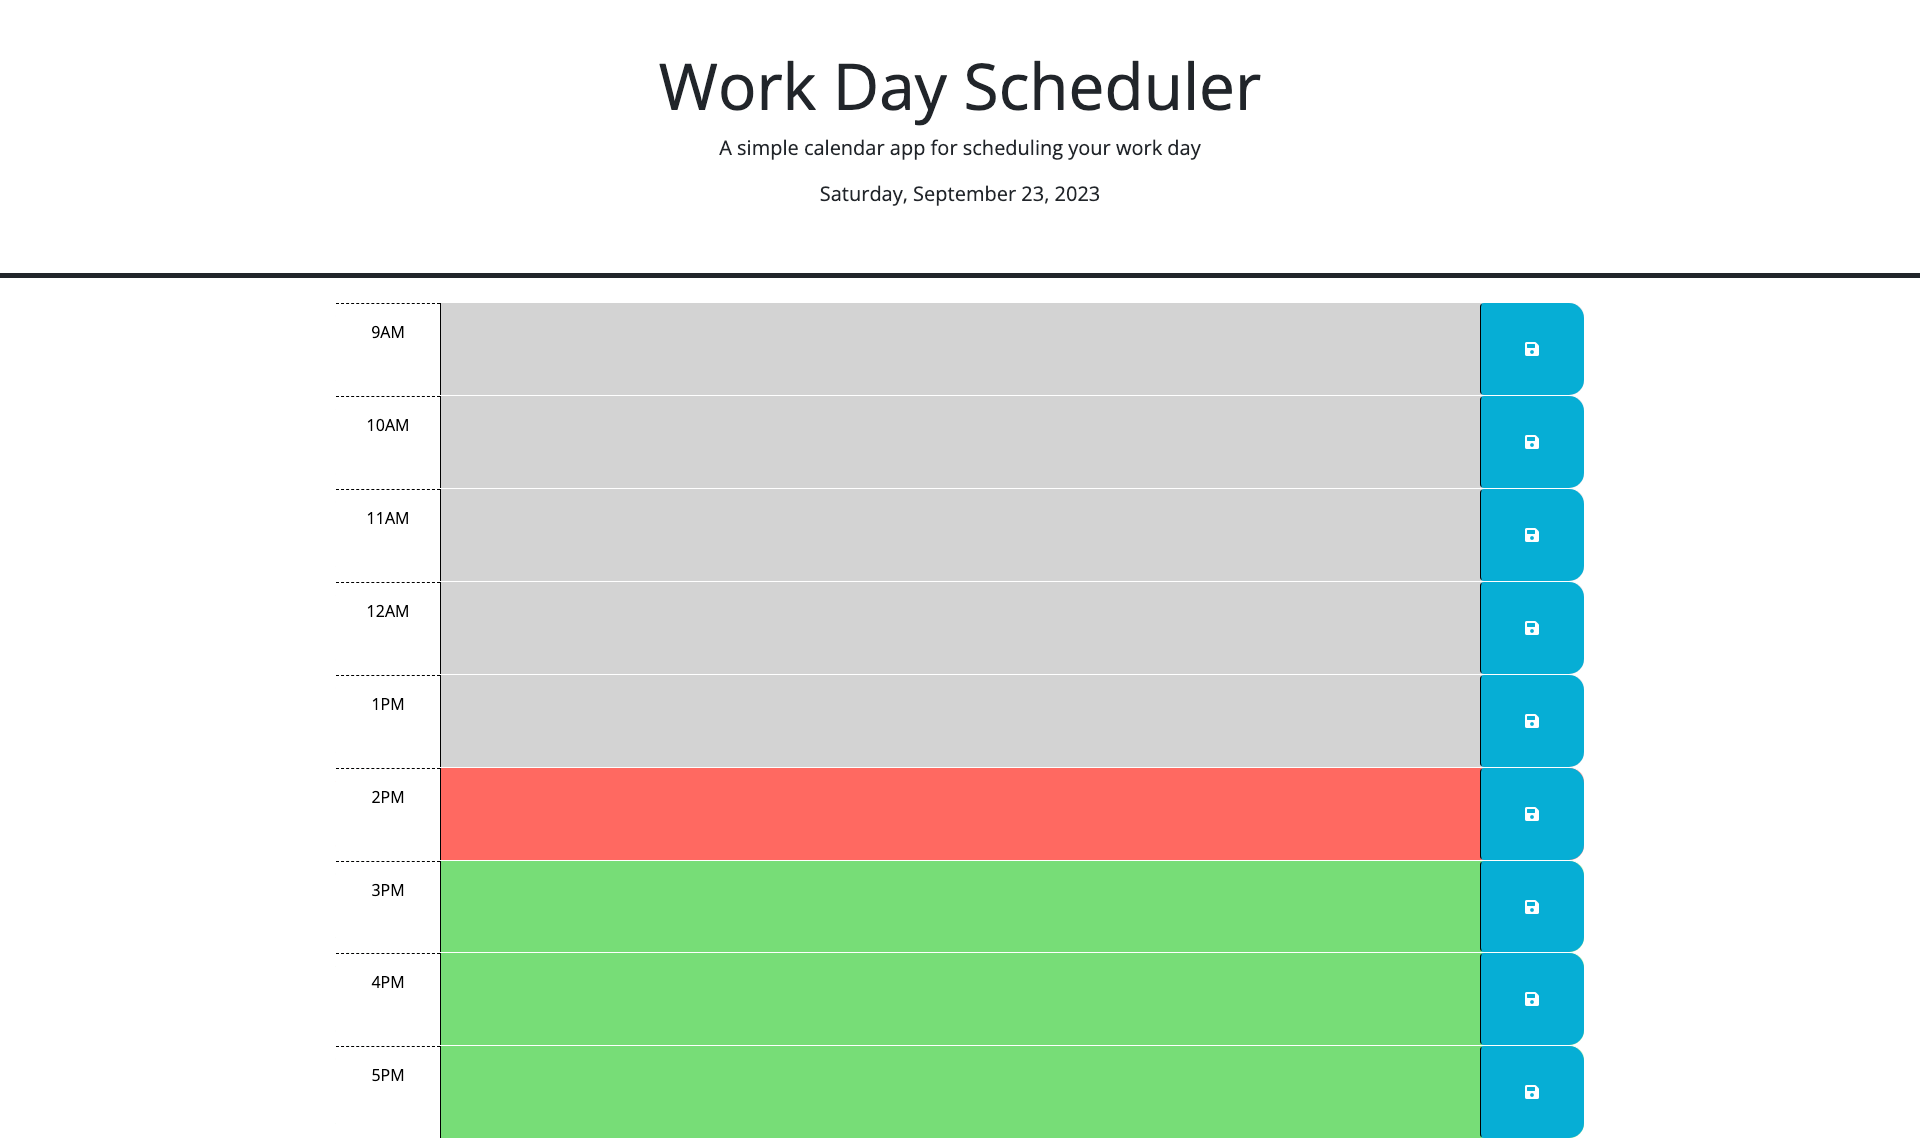 Work Day Scheduler
A simple calendar app for scheduling your work day
Saturday, September 23, 2023
9AM
10AM
11AM
12AM
1PM
2PM
3PM
4PM
5PM